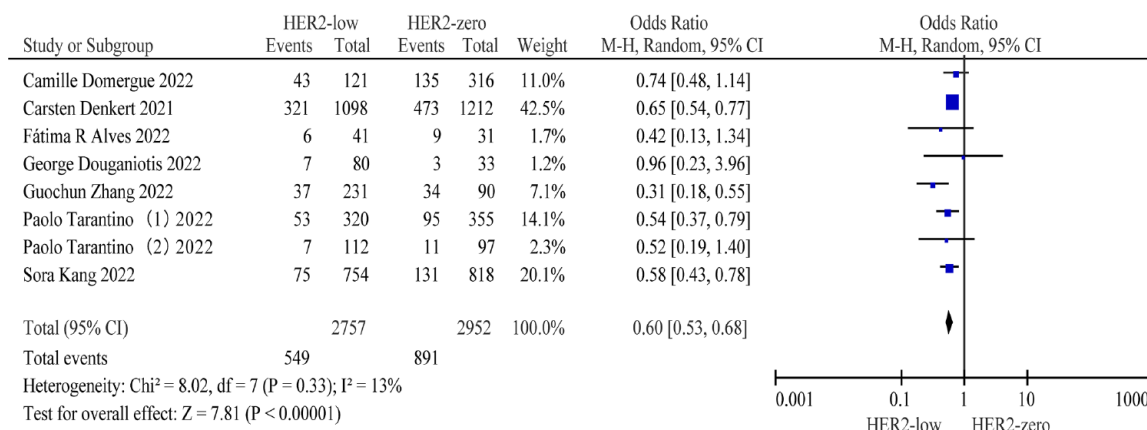 HER2-low HER2-zero Odds Ratio Odds Ratio
Study or Subgroup Events Total Events Total Weight M-H, Random, 95% CI M-H, Random, 95% CI
Camille Domergue 2022 43 121 135 316 11.0% 0.74 [0.48, 1.14]
Carsten Denkert 2021 321 1098 473 1212 42.5% 0.65 [0.54, 0.77]
Fátima R Alves 2022 6 41 9 31 1.7% 0.42 [0.13, 1.34]
George Douganiotis 2022 7 80 3 33 1.2% 0.96 [0.23, 3.96]
Guochun Zhang 2022 37 231 34 90 7.1% 0.31 [0.18, 0.55]
Paolo Tarantino（1）2022 53 320 95 355 14.1% 0.54 [0.37, 0.79]
Paolo Tarantino（2）2022 7 112 11 97 2.3% 0.52 [0.19, 1.40]
Sora Kang 2022 75 754 131 818 20.1% 0.58 [0.43, 0.78]
Total (95% CI) 2757 2952 100.0% 0.60 [0.53, 0.68]
Total events 549 891
Heterogeneity: Chi² = 8.02, df = 7 (P = 0.33); I² = 13%
Test for overall effect: Z = 7.81 (P < 0.00001)
0.001 0.1 1 10 1000
HER2-low HER2-zero